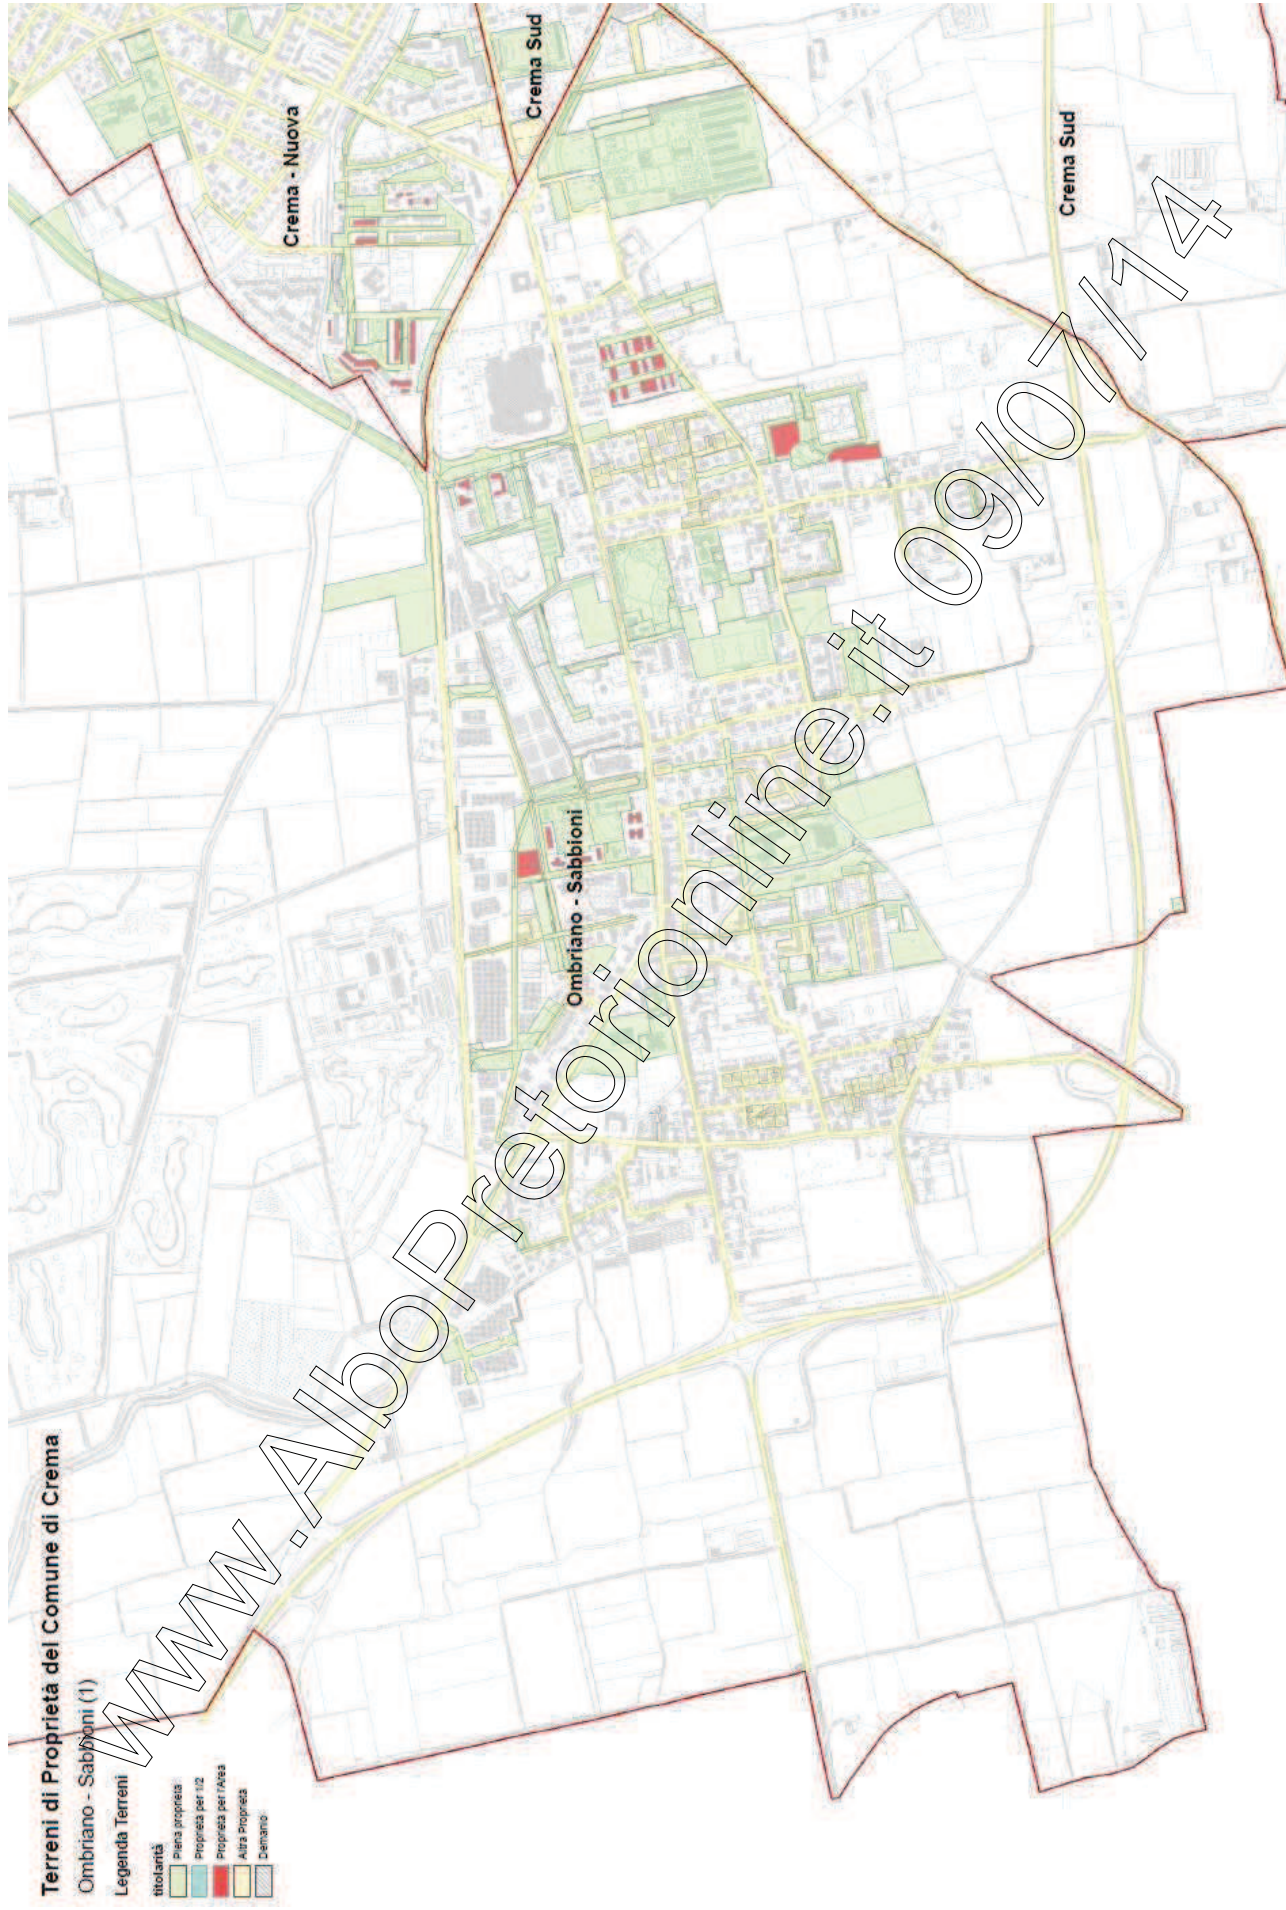 Terreni di Proprietà del Comune di Crema
Ombriano - Sabbioni (1)
Legenda Terreni
titolarità
Piena proprietà
Proprietà per 1/2
Proprietà per l'Area
Altra Proprietà
Demanio
Crema - Nuova
Crema Sud
Crema Sud
Ombriano - Sabbioni
www.AlboPretorionline.it 09/07/14